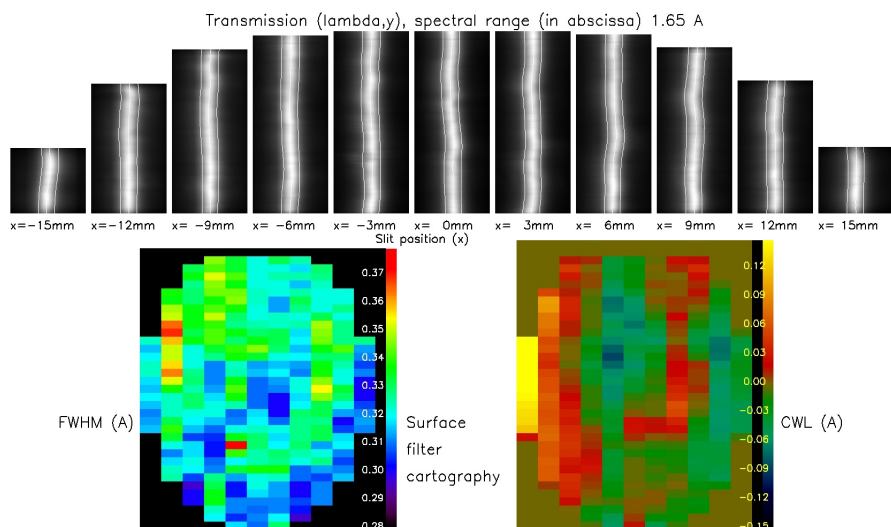 Transmission (lambda,y), spectral range (in abscissa) 1.65 A
x=-15mm x=-12mm x= -9mm x= -6mm x= -3mm x= 0mm x= 3mm x= 6mm x= 9mm x= 12mm x= 15mm
Slit position (x)
0.37
0.36
0.35
0.34
0.33
0.32
0.31
0.30
0.29
0.28
FWHM (A)
Surface
filter
cartography
0.12
0.09
0.06
0.03
0.00
-0.03
-0.06
-0.09
-0.12
-0.15
CWL (A)